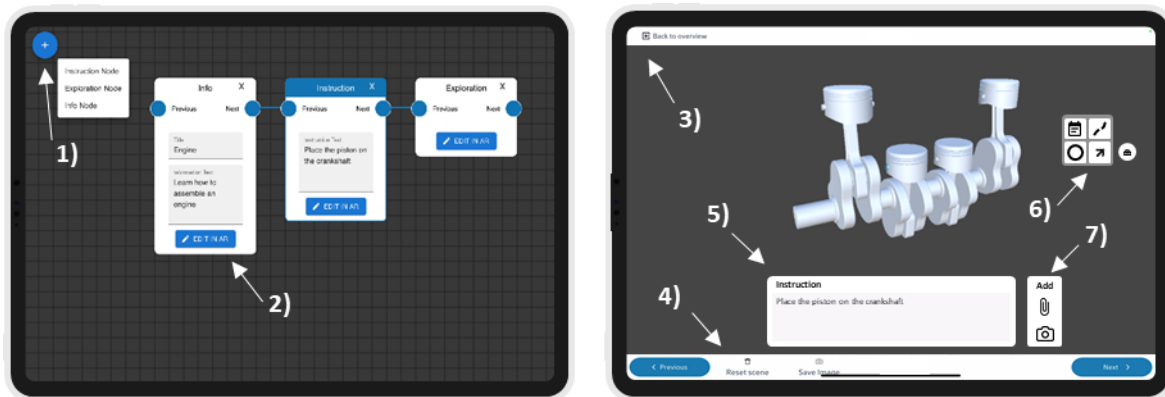 +
Instruction Node
Exploration Node
Info Node
1)
Info X
Previous Next
Title
Engine
Information Text
Learn how to
assemble an
engine
EDIT IN AR
2)
Instruction X
Previous Next
Instruction Text
Place the piston on
the crankshaft
EDIT IN AR
Exploration X
Previous Next
EDIT IN AR
Back to overview
3)
6)
5)
7)
Instruction
Place the piston on the crankshaft
Add
4)
< Previous
Reset scene
Save Image
Next >